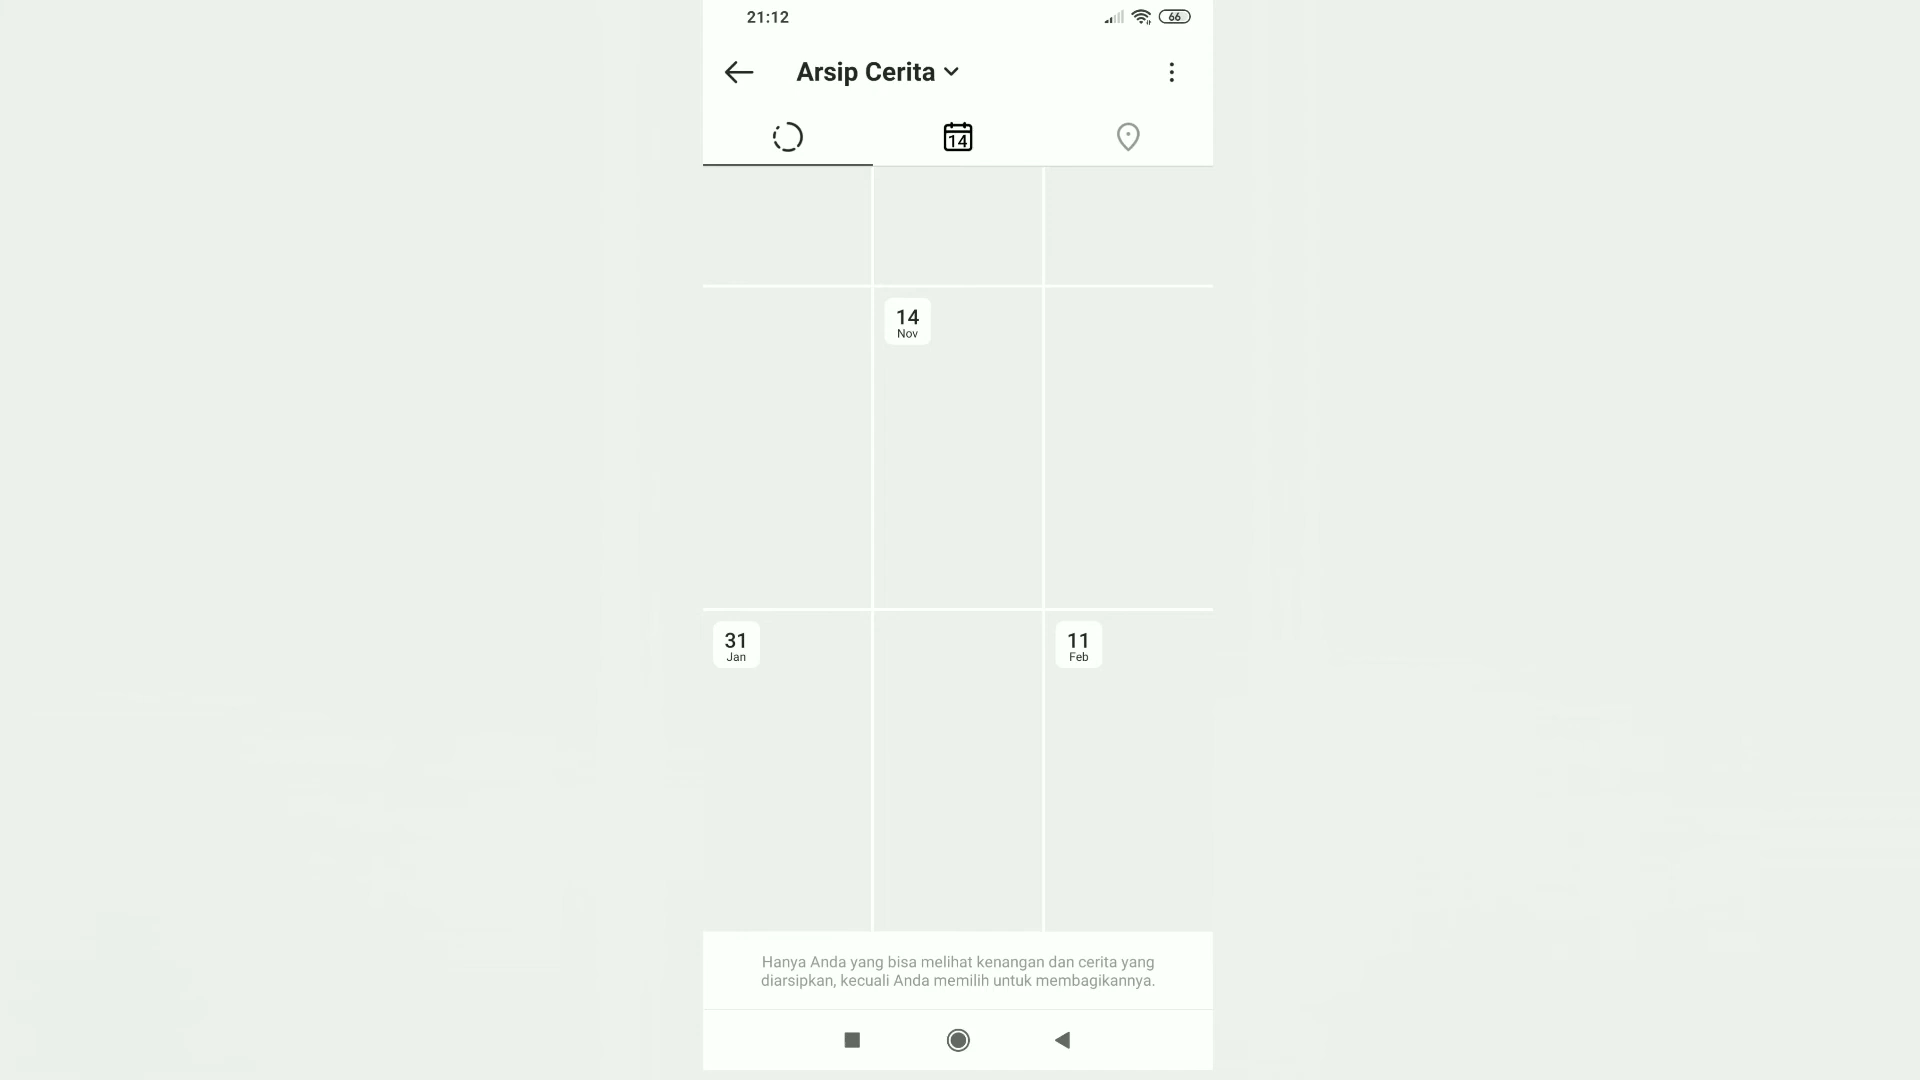 21:12
66
Arsip Cerita
14
14
Nov
31
Jan
11
Feb
Hanya Anda yang bisa melihat kenangan dan cerita yang
diarsipkan, kecuali Anda memilih untuk membagikannya.